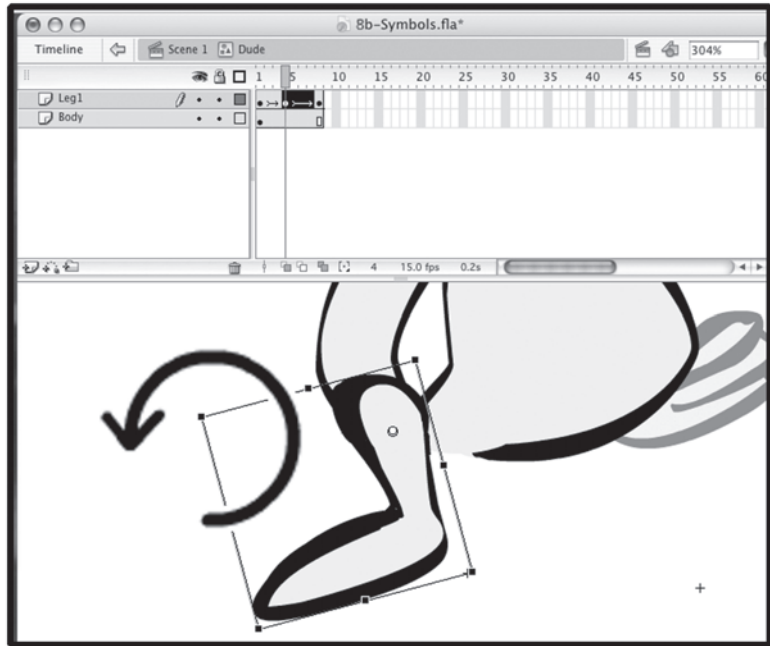 8b-Symbols.fla*
Timeline Scene 1 Dude 304%
1 5 10 15 20 25 30 35 40 45 50 55 60
Leg1
Body
4 15.0 fps 0.2s